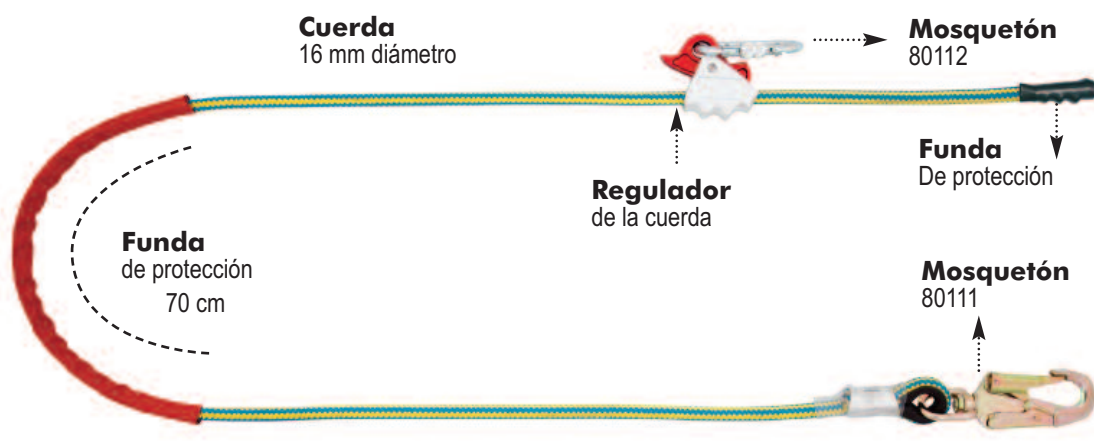 Cuerda
16 mm diámetro
Mosquetón
80112
Funda
De protección
Regulador
de la cuerda
Funda
de protección
70 cm
Mosquetón
80111